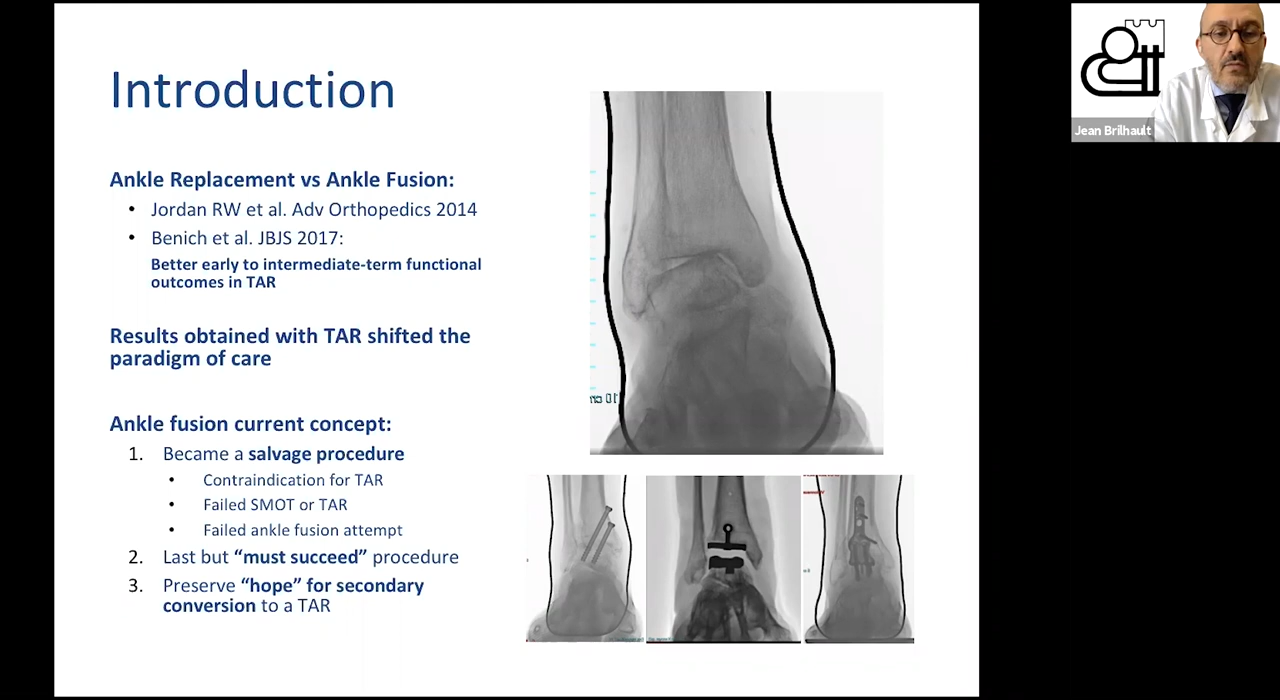 Introduction
Ankle Replacement vs Ankle Fusion:
• Jordan RW et al. Adv Orthopedics 2014
• Benich et al. JBJS 2017:
Better early to intermediate-term functional
outcomes in TAR
Results obtained with TAR shifted the
paradigm of care
Ankle fusion current concept:
1. Became a salvage procedure
• Contraindication for TAR
• Failed SMOT or TAR
• Failed ankle fusion attempt
2. Last but “must succeed” procedure
3. Preserve “hope” for secondary
conversion to a TAR
10 cm
Jean Brilhault